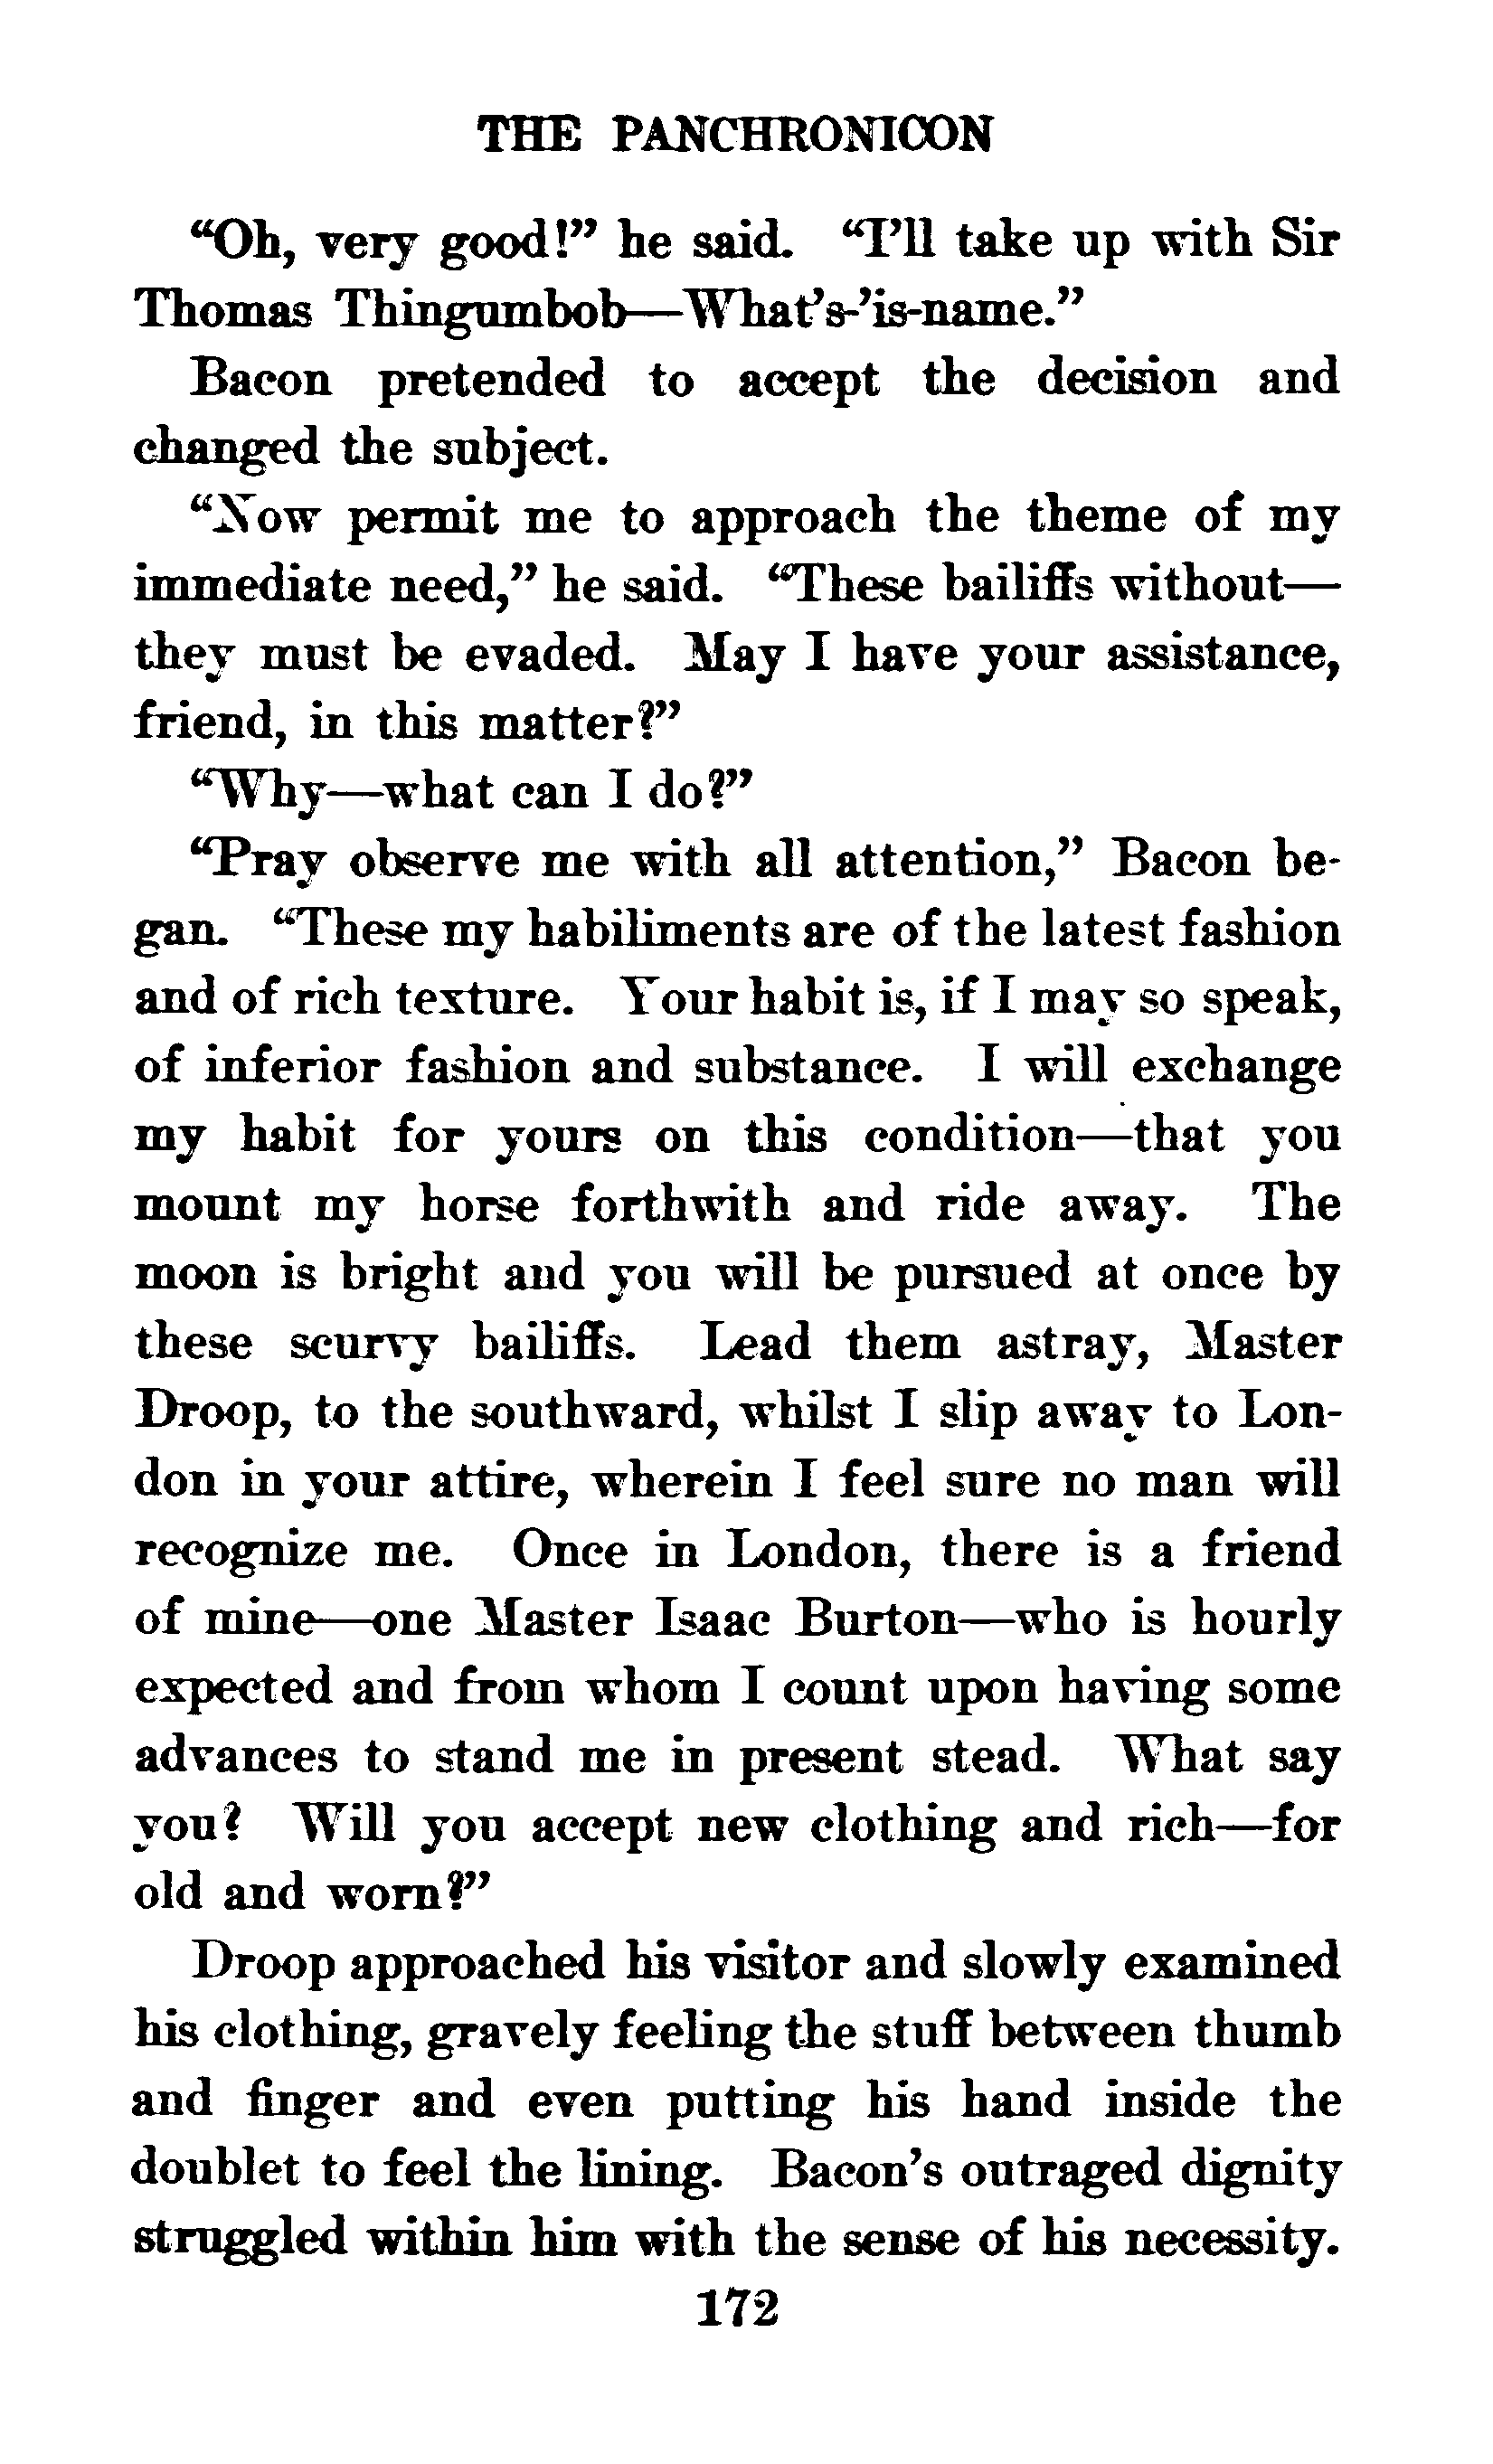 THE PANCHRONICON
“Oh, very good!” he said. “I’ll take up with Sir
Thomas Thingumbob—What’s-’is-name.”
Bacon pretended to accept the decision and
changed the subject.
“Now permit me to approach the theme of my
immediate need,” he said. “These bailiffs without—
they must be evaded. May I have your assistance,
friend, in this matter?”
“Why—what can I do?”
“Pray observe me with all attention,” Bacon be-
gan. “These my habiliments are of the latest fashion
and of rich texture. Your habit is, if I may so speak,
of inferior fashion and substance. I will exchange
my habit for yours on this condition—that you
mount my horse forthwith and ride away. The
moon is bright and you will be pursued at once by
these scurvy bailiffs. Lead them astray, Master
Droop, to the southward, whilst I slip away to Lon-
don in your attire, wherein I feel sure no man will
recognize me. Once in London, there is a friend
of mine—one Master Isaac Burton—who is hourly
expected and from whom I count upon having some
advances to stand me in present stead. What say
you? Will you accept new clothing and rich—for
old and worn?”
Droop approached his visitor and slowly examined
his clothing, gravely feeling the stuff between thumb
and finger and even putting his hand inside the
doublet to feel the lining. Bacon’s outraged dignity
struggled within him with the sense of his necessity.
172